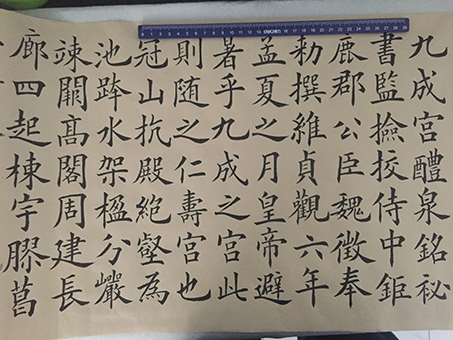 九成宮醴泉銘祕
書監撿挍侍中鉅
鹿郡公臣魏徵奉
勑撰維貞觀六年
孟夏之月皇帝避
暑乎九成之宮此
則随之仁壽宮也
冠山抗殿絕壑為
池跨水架楹分巖
竦闕高閣周建長
廊四起棟宇膠葛